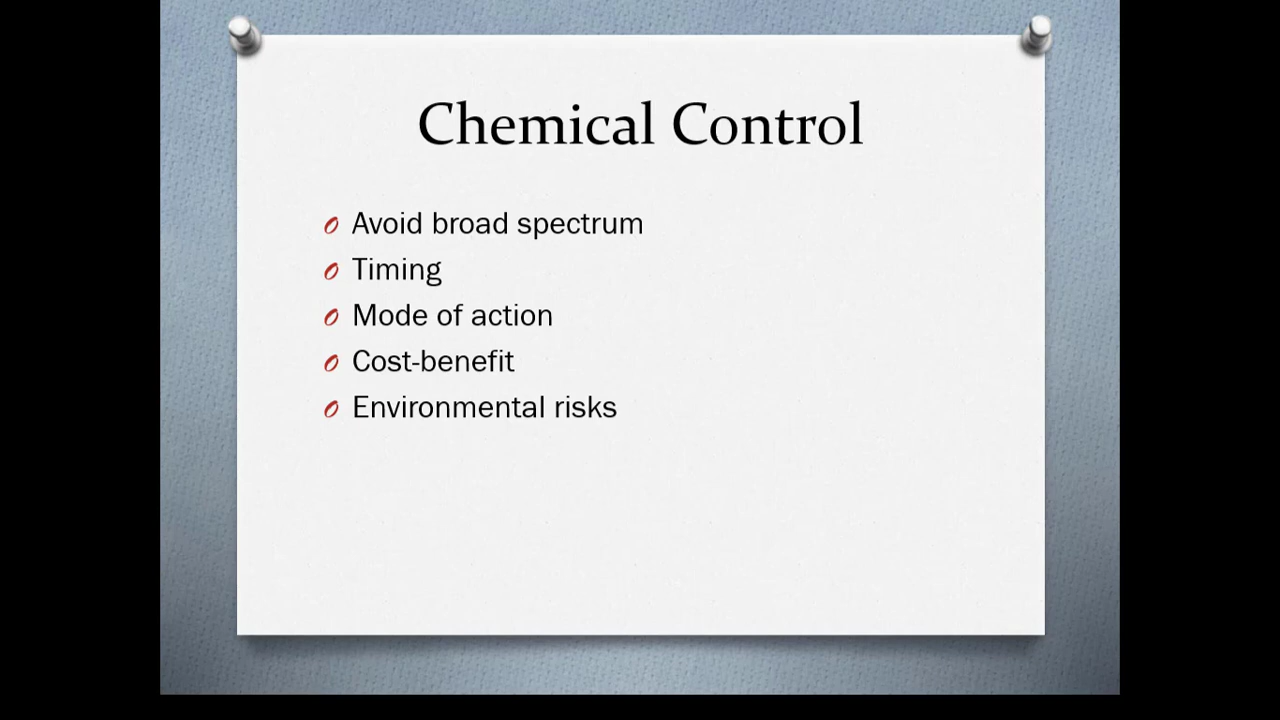 Chemical Control
Avoid broad spectrum
Timing
Mode of action
Cost-benefit
Environmental risks